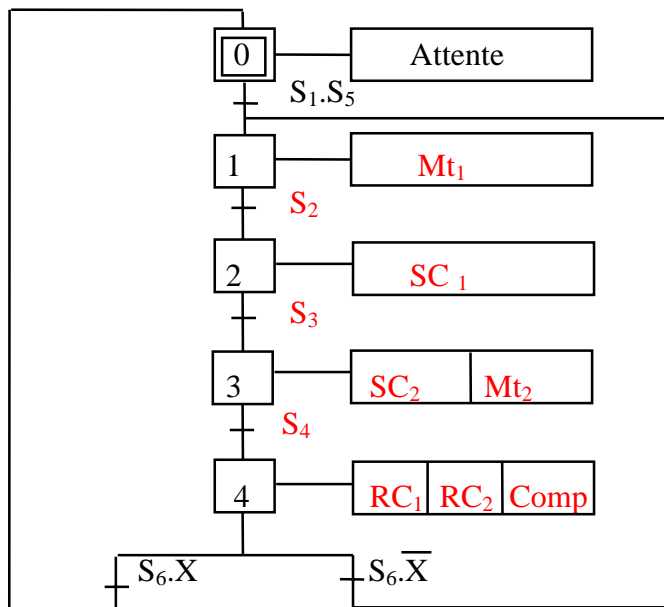 0 Attente
S₁.S₅
1 Mt₁
S₂
2 SC ₁
S₃
3 SC₂ Mt₂
S₄
4 RC₁ RC₂ Comp
S₆.X S₆.X̅